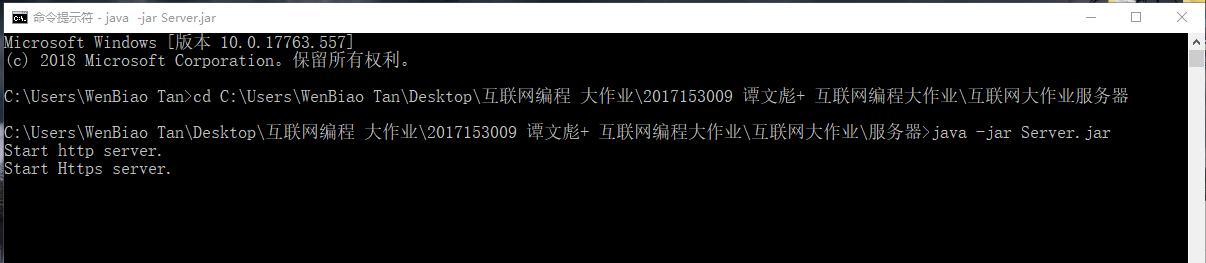 命令提示符 - java -jar Server.jar
Microsoft Windows [版本 10.0.17763.557]
(c) 2018 Microsoft Corporation。保留所有权利。
C:\Users\WenBiao Tan>cd C:\Users\WenBiao Tan\Desktop\互联网编程 大作业\2017153009 谭文彪+ 互联网编程大作业\互联网大作业服务器
C:\Users\WenBiao Tan\Desktop\互联网编程 大作业\2017153009 谭文彪+ 互联网编程大作业\互联网大作业\服务器>java -jar Server.jar
Start http server.
Start Https server.